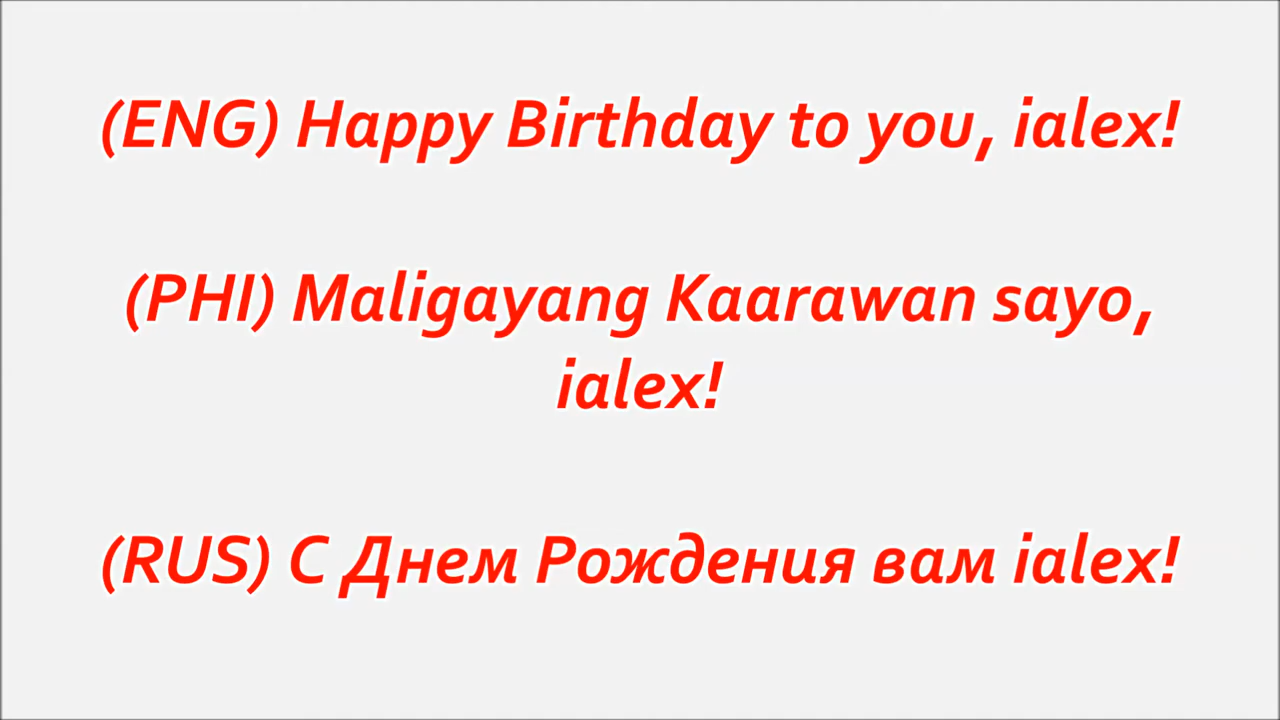 (ENG) Happy Birthday to you, ialex!
(PHI) Maligayang Kaarawan sayo,
ialex!
(RUS) С Днем Рождения вам ialex!